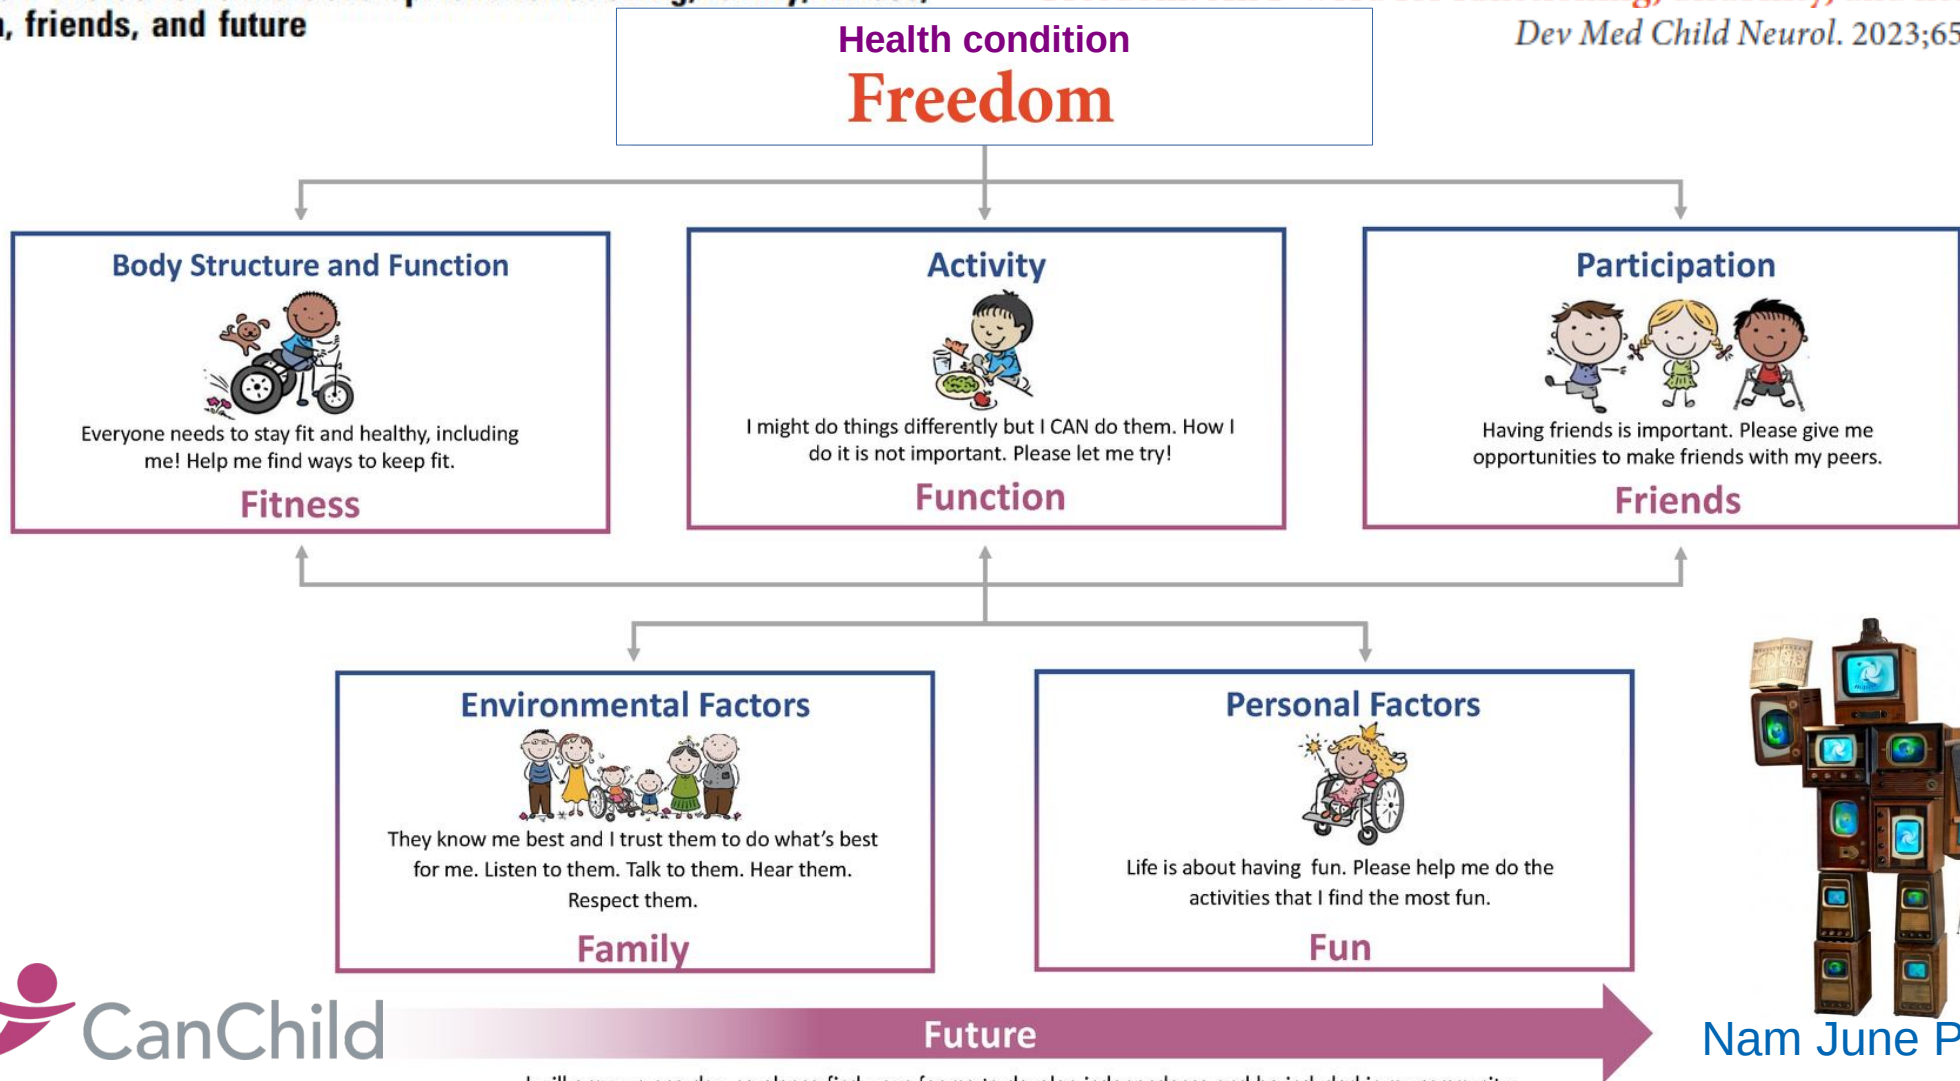 friends, and future
Dev Med Child Neurol. 2023;65
Health condition
Freedom
Body Structure and Function
Everyone needs to stay fit and healthy, including
me! Help me find ways to keep fit.
Fitness
Activity
I might do things differently but I CAN do them. How I
do it is not important. Please let me try!
Function
Participation
Having friends is important. Please give me
opportunities to make friends with my peers.
Friends
Environmental Factors
They know me best and I trust them to do what's best
for me. Listen to them. Talk to them. Hear them.
Respect them.
Family
Personal Factors
Life is about having fun. Please help me do the
activities that I find the most fun.
Fun
CanChild
Future
Nam June P